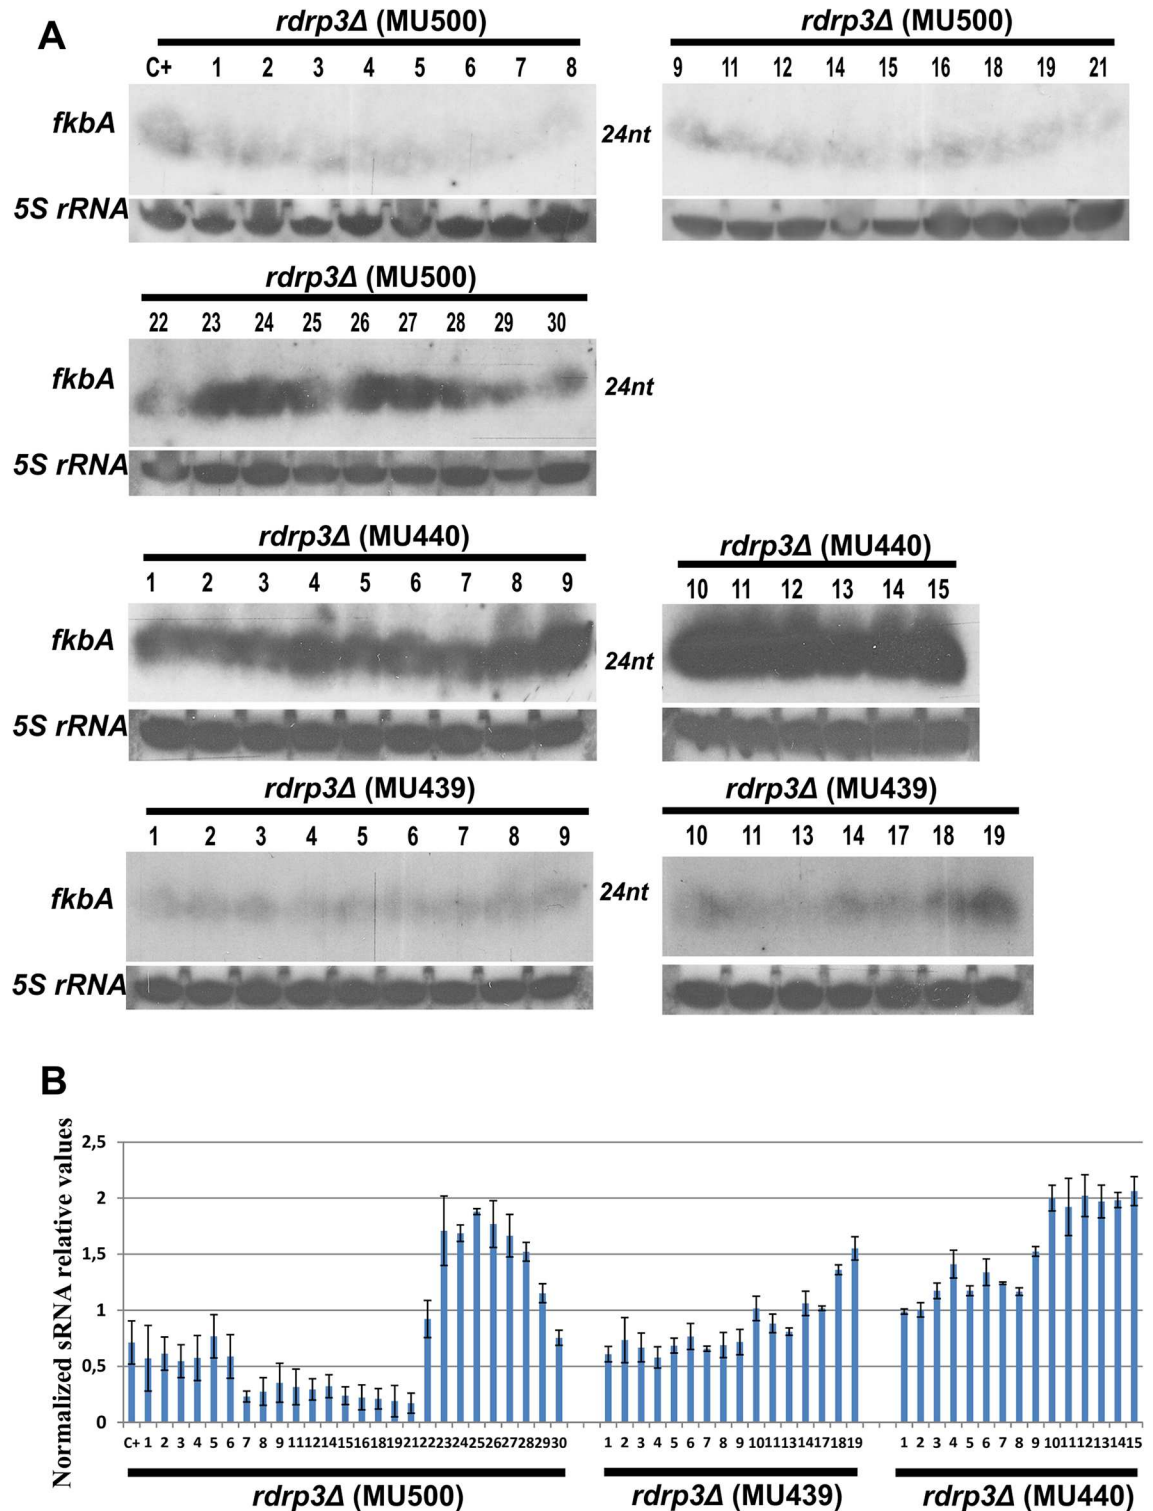 A
rdrp3Δ (MU500)
C+ 1 2 3 4 5 6 7 8
fkbA
5S rRNA
rdrp3Δ (MU500)
9 11 12 14 15 16 18 19 21
24nt
rdrp3Δ (MU500)
22 23 24 25 26 27 28 29 30
fkbA
24nt
5S rRNA
rdrp3Δ (MU440)
1 2 3 4 5 6 7 8 9
fkbA
5S rRNA
rdrp3Δ (MU440)
10 11 12 13 14 15
24nt
rdrp3Δ (MU439)
1 2 3 4 5 6 7 8 9
fkbA
5S rRNA
rdrp3Δ (MU439)
10 11 13 14 17 18 19
24nt
B
Normalized sRNA relative values
2,5
2
1,5
1
0,5
0
C+ 1 2 3 4 5 6 7 8 9 11 12 14 15 16 18 19 21 22 23 24 25 26 27 28 29 30
1 2 3 4 5 6 7 8 9 10 11 13 14 17 18 19
1 2 3 4 5 6 7 8 9 10 11 12 13 14 15
rdrp3Δ (MU500)
rdrp3Δ (MU439)
rdrp3Δ (MU440)